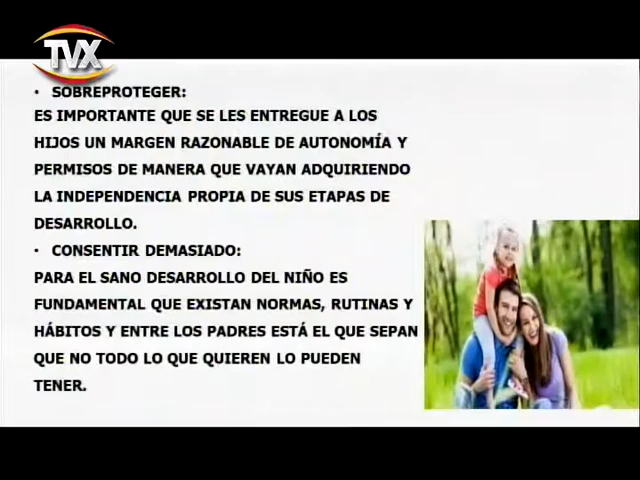 TVX
• SOBREPROTEGER:
ES IMPORTANTE QUE SE LES ENTREGUE A LOS
HIJOS UN MARGEN RAZONABLE DE AUTONOMÍA Y
PERMISOS DE MANERA QUE VAYAN ADQUIRIENDO
LA INDEPENDENCIA PROPIA DE SUS ETAPAS DE
DESARROLLO.
• CONSENTIR DEMASIADO:
PARA EL SANO DESARROLLO DEL NIÑO ES
FUNDAMENTAL QUE EXISTAN NORMAS, RUTINAS Y
HÁBITOS Y ENTRE LOS PADRES ESTÁ EL QUE SEPAN
QUE NO TODO LO QUE QUIEREN LO PUEDEN
TENER.